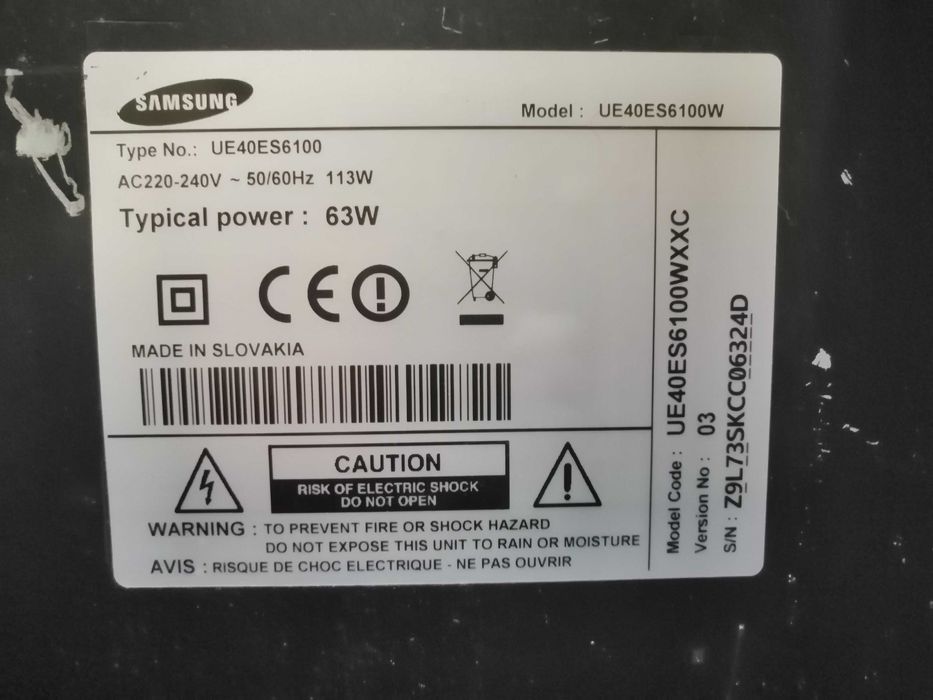 SAMSUNG
Model : UE40ES6100W
Type No.: UE40ES6100
AC220-240V ~ 50/60Hz 113W
Typical power : 63W
CE
MADE IN SLOVAKIA
CAUTION
RISK OF ELECTRIC SHOCK
DO NOT OPEN
WARNING : TO PREVENT FIRE OR SHOCK HAZARD
DO NOT EXPOSE THIS UNIT TO RAIN OR MOISTURE
AVIS : RISQUE DE CHOC ELECTRIQUE - NE PAS OUVRIR
Model Code : UE40ES6100WXXC
Version No : 03
S/N : Z9L73SKCC06324D